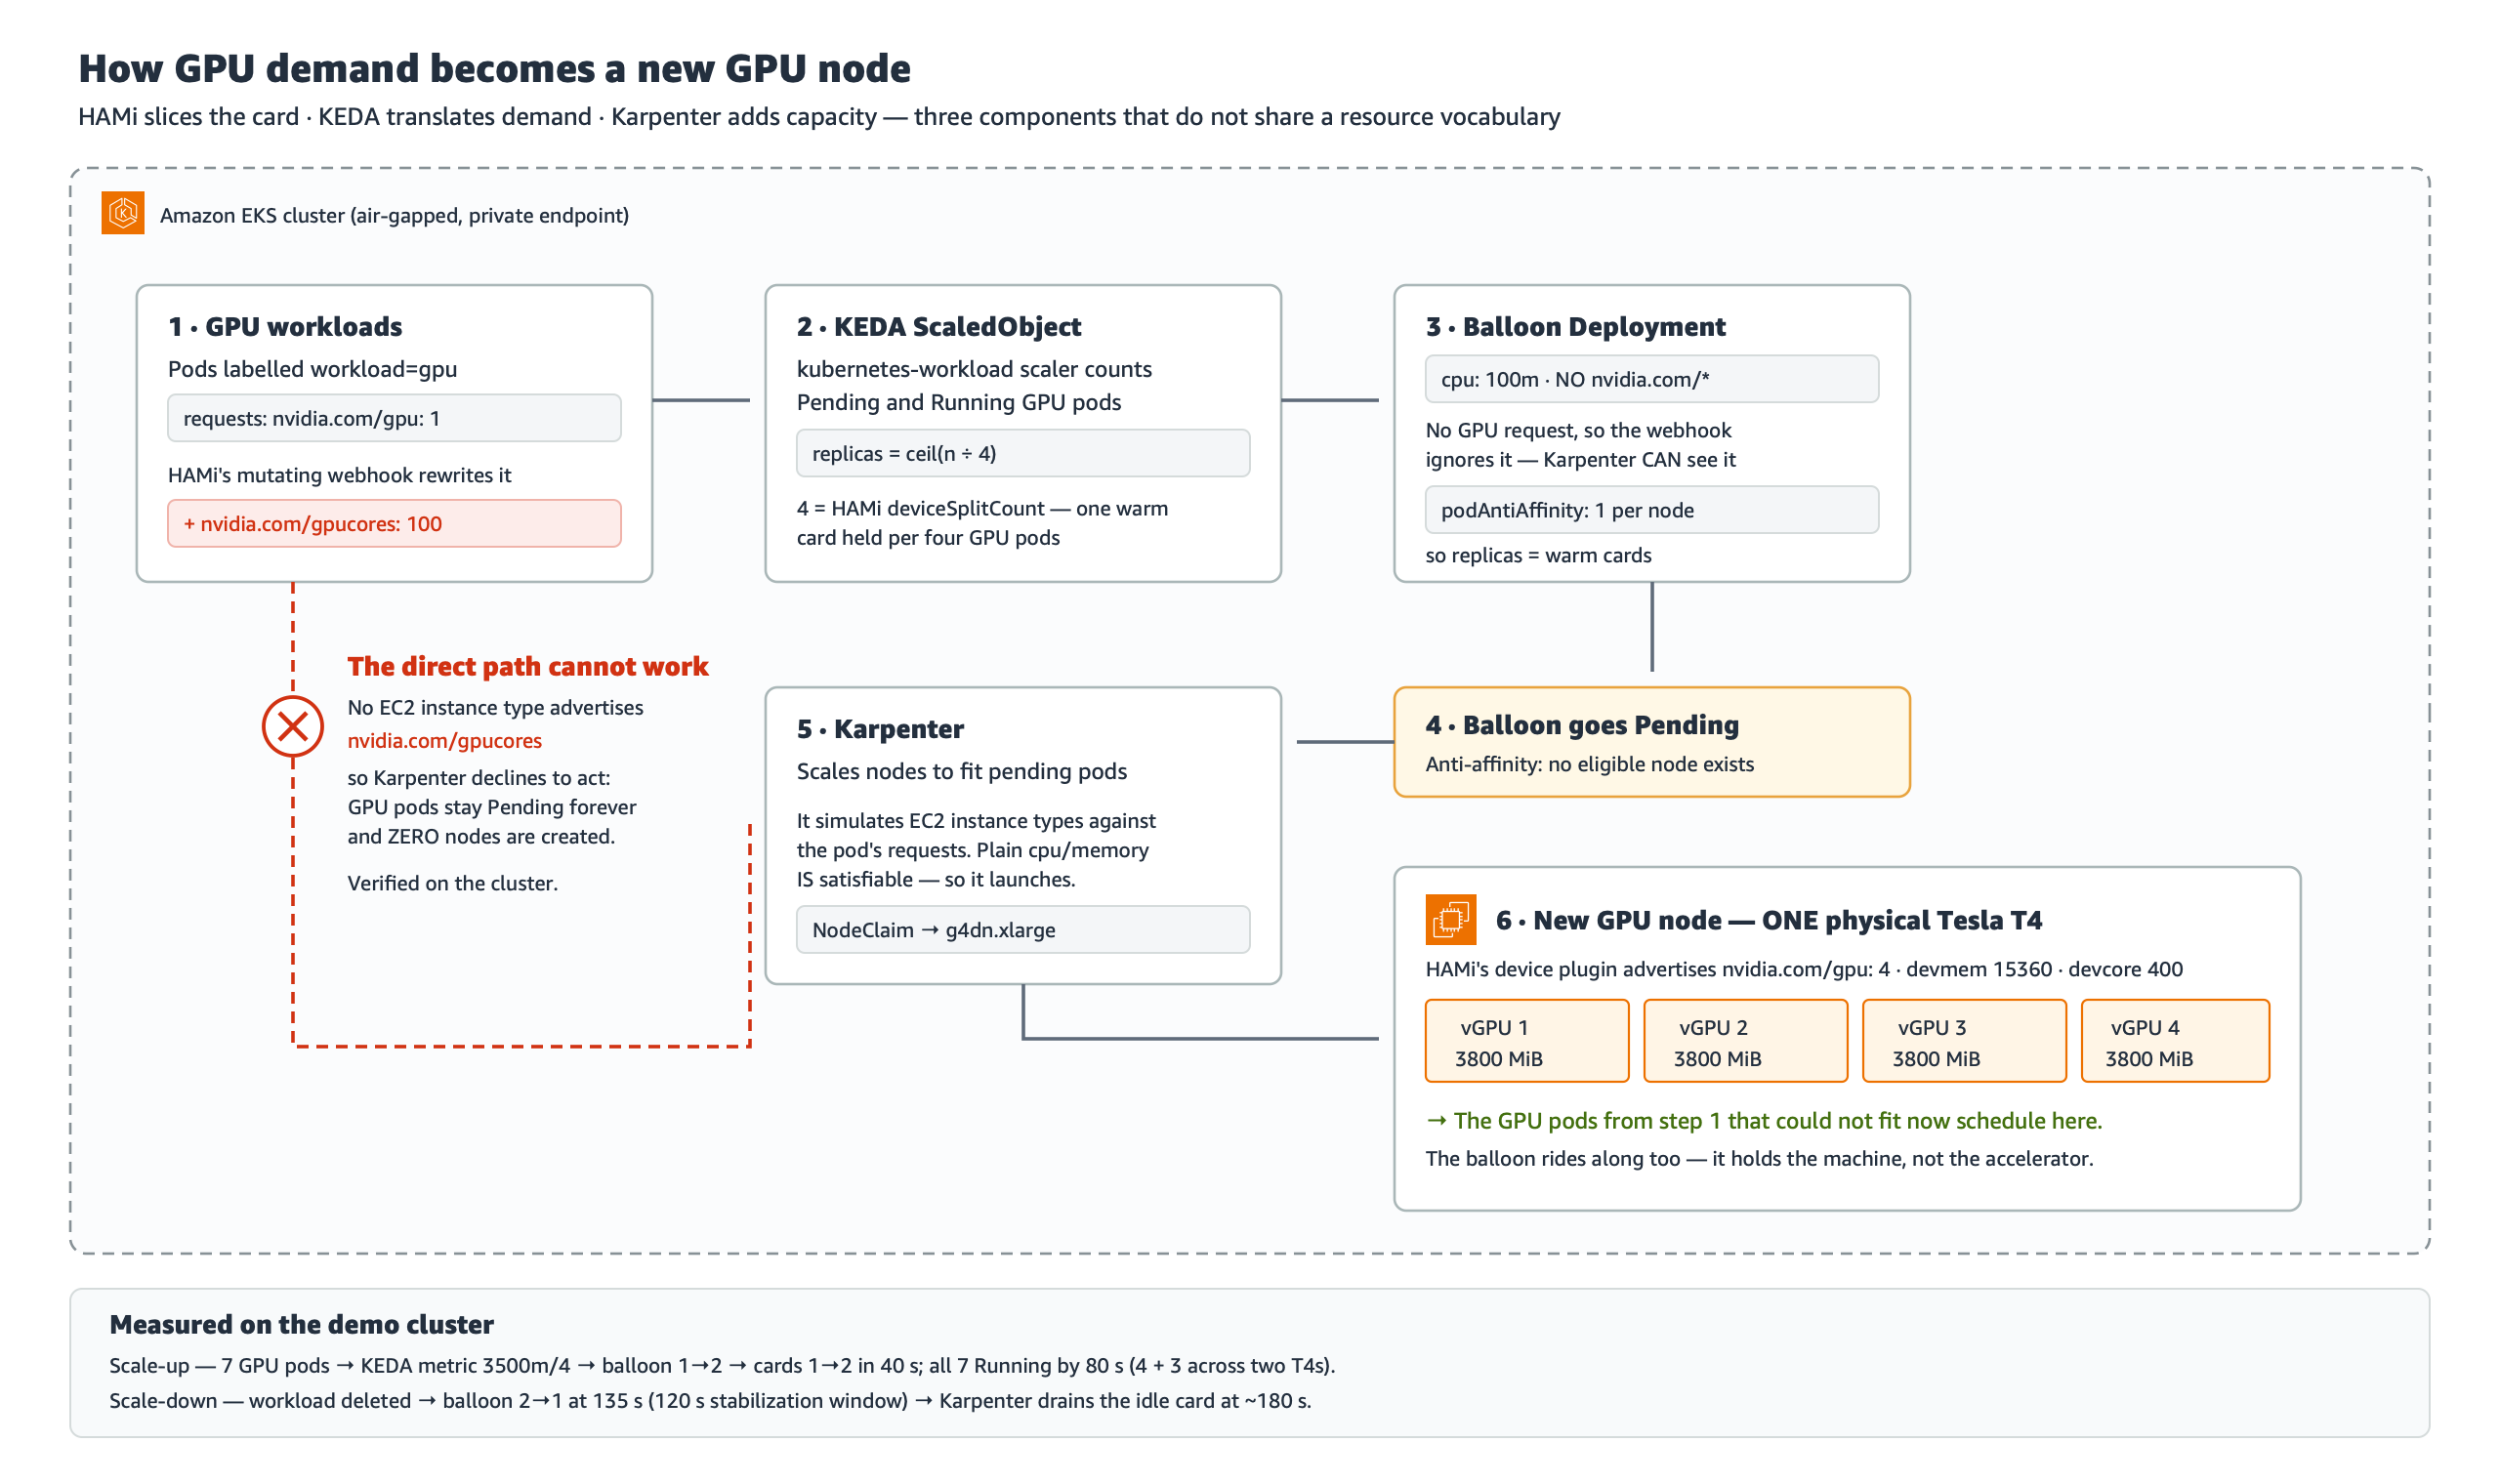 How GPU demand becomes a new GPU node
HAMi slices the card · KEDA translates demand · Karpenter adds capacity — three components that do not share a resource vocabulary
Amazon EKS cluster (air-gapped, private endpoint)
1 · GPU workloads
Pods labelled workload=gpu
requests: nvidia.com/gpu: 1
HAMi's mutating webhook rewrites it
+ nvidia.com/gpucores: 100
2 · KEDA ScaledObject
kubernetes-workload scaler counts
Pending and Running GPU pods
replicas = ceil(n ÷ 4)
4 = HAMi deviceSplitCount — one warm
card held per four GPU pods
3 · Balloon Deployment
cpu: 100m · NO nvidia.com/*
No GPU request, so the webhook
ignores it — Karpenter CAN see it
podAntiAffinity: 1 per node
so replicas = warm cards
The direct path cannot work
No EC2 instance type advertises
nvidia.com/gpucores
so Karpenter declines to act:
GPU pods stay Pending forever
and ZERO nodes are created.
Verified on the cluster.
4 · Balloon goes Pending
Anti-affinity: no eligible node exists
5 · Karpenter
Scales nodes to fit pending pods
It simulates EC2 instance types against
the pod's requests. Plain cpu/memory
IS satisfiable — so it launches.
NodeClaim → g4dn.xlarge
6 · New GPU node — ONE physical Tesla T4
HAMi's device plugin advertises nvidia.com/gpu: 4 · devmem 15360 · devcore 400
vGPU 1
3800 MiB
vGPU 2
3800 MiB
vGPU 3
3800 MiB
vGPU 4
3800 MiB
→ The GPU pods from step 1 that could not fit now schedule here.
The balloon rides along too — it holds the machine, not the accelerator.
Measured on the demo cluster
Scale-up — 7 GPU pods → KEDA metric 3500m/4 → balloon 1→2 → cards 1→2 in 40 s; all 7 Running by 80 s (4 + 3 across two T4s).
Scale-down — workload deleted → balloon 2→1 at 135 s (120 s stabilization window) → Karpenter drains the idle card at ~180 s.